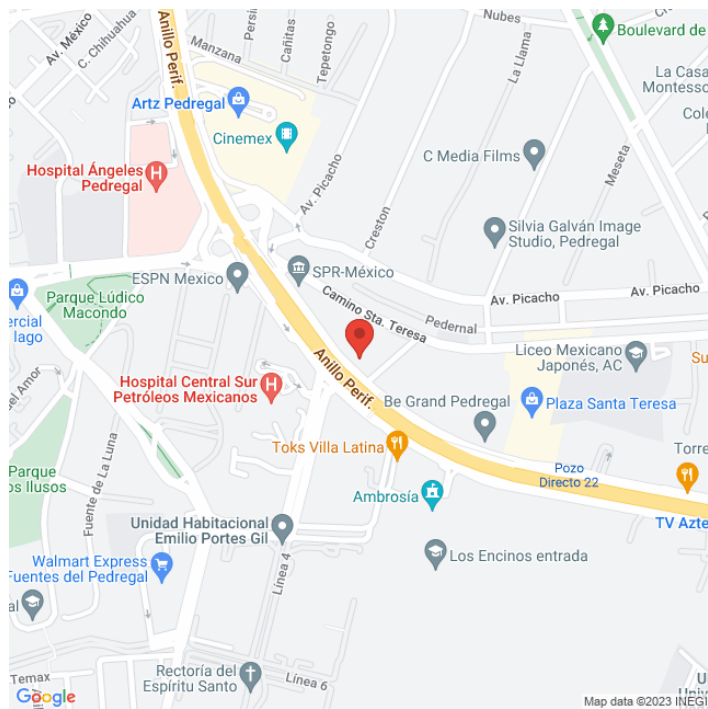 Nubes
Boulevard de
Persin
Cañitas
Tepetongo
Manzana
C. Chihuahua
Av. México
Anillo Perif.
La Llama
La Casa
Montesso
Cole
Artz Pedregal
Cinemex
C Media Films
Meseta
Hospital Ángeles
Pedregal
Av. Picacho
Creston
Silvia Galván Image
Studio, Pedregal
ESPN Mexico
SPR-México
Parque Lúdico
Macondo
Camino Sta. Teresa
Av. Picacho
Av. Picacho
ercial
lago
Pedernal
Anillo Perif.
Liceo Mexicano
Japonés, AC
Su
Hospital Central Sur
Petróleos Mexicanos
el Amor
Be Grand Pedregal
Plaza Santa Teresa
Toks Villa Latina
Fuente de La Luna
Parque
os Ilusos
Pozo
Directo 22
Torre
Ambrosía
TV Azte
Unidad Habitacional
Emilio Portes Gil
Los Encinos entrada
Línea 4
Walmart Express
Fuentes del Pedregal
al
Temax
Rectoría del
Espíritu Santo
Línea 6
Google
Map data ©2023 INEGI